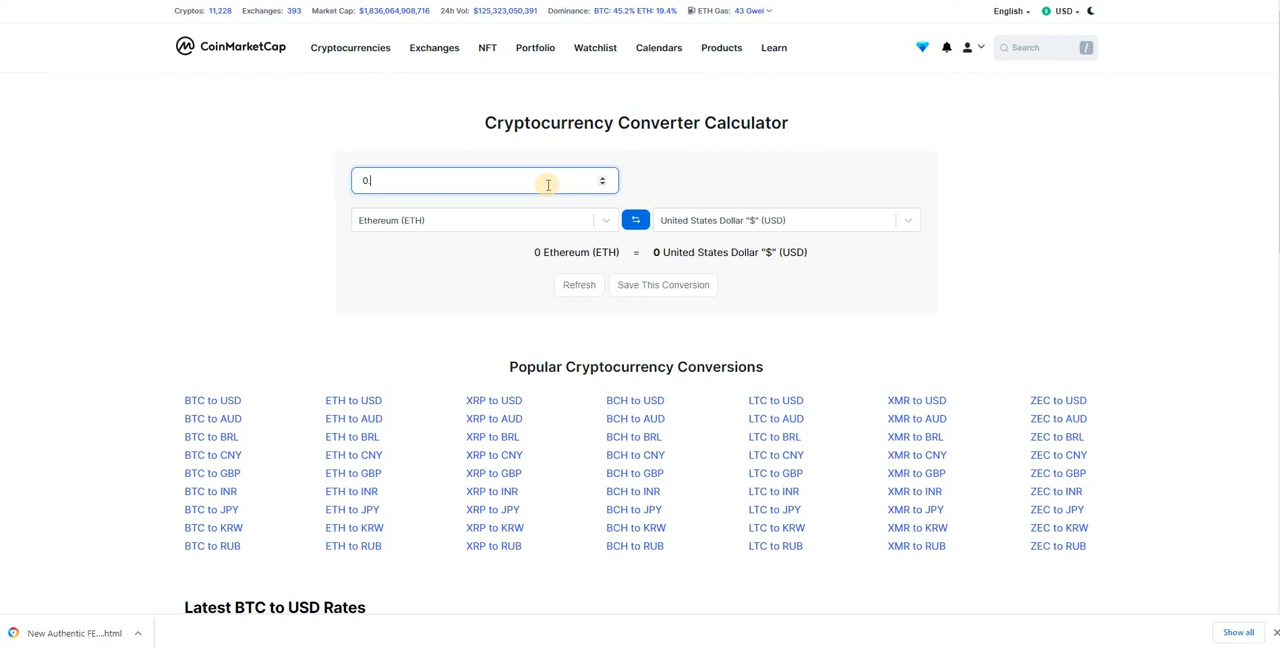 Cryptos: 11,228 Exchanges: 393 Market Cap: $1,836,064,908,716 24h Vol: $125,323,050,391 Dominance: BTC: 45.2% ETH: 19.4% ETH Gas: 43 Gwei English USD
CoinMarketCap Cryptocurrencies Exchanges NFT Portfolio Watchlist Calendars Products Learn Search /
Cryptocurrency Converter Calculator
0.
Ethereum (ETH) United States Dollar "$" (USD)
0 Ethereum (ETH) = 0 United States Dollar "$" (USD)
Refresh Save This Conversion
Popular Cryptocurrency Conversions
BTC to USD ETH to USD XRP to USD BCH to USD LTC to USD XMR to USD ZEC to USD
BTC to AUD ETH to AUD XRP to AUD BCH to AUD LTC to AUD XMR to AUD ZEC to AUD
BTC to BRL ETH to BRL XRP to BRL BCH to BRL LTC to BRL XMR to BRL ZEC to BRL
BTC to CNY ETH to CNY XRP to CNY BCH to CNY LTC to CNY XMR to CNY ZEC to CNY
BTC to GBP ETH to GBP XRP to GBP BCH to GBP LTC to GBP XMR to GBP ZEC to GBP
BTC to INR ETH to INR XRP to INR BCH to INR LTC to INR XMR to INR ZEC to INR
BTC to JPY ETH to JPY XRP to JPY BCH to JPY LTC to JPY XMR to JPY ZEC to JPY
BTC to KRW ETH to KRW XRP to KRW BCH to KRW LTC to KRW XMR to KRW ZEC to KRW
BTC to RUB ETH to RUB XRP to RUB BCH to RUB LTC to RUB XMR to RUB ZEC to RUB
Latest BTC to USD Rates
New Authentic FE....html Show all